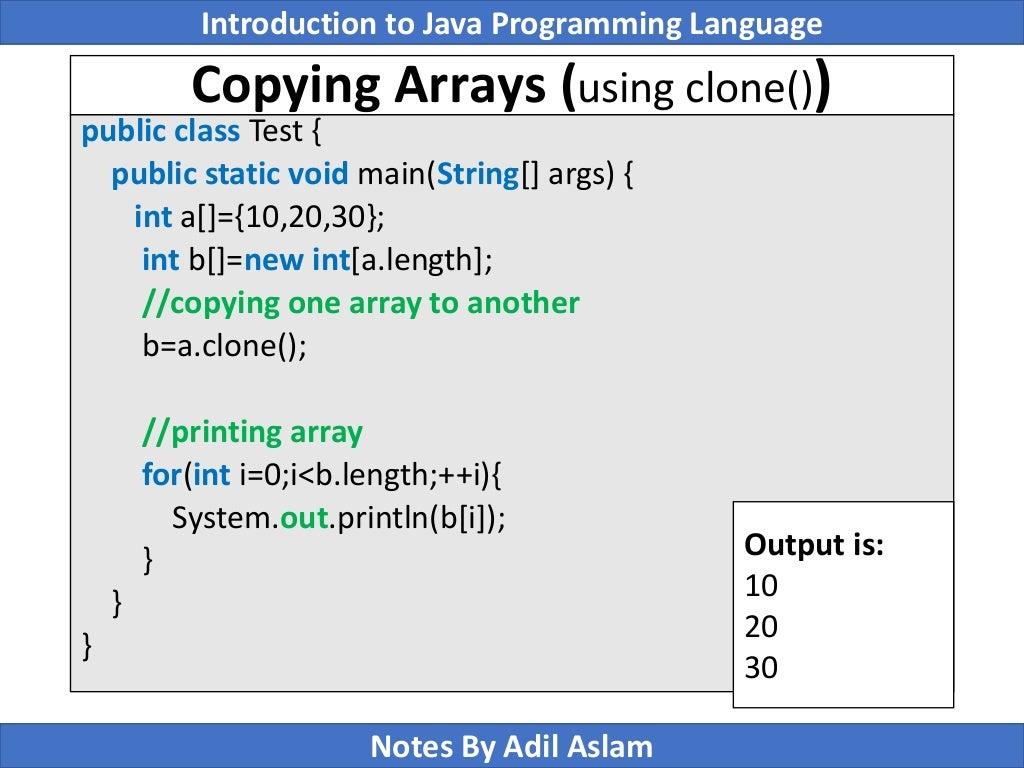 Introduction to Java Programming Language
Copying Arrays (using clone())
public class Test {
public static void main(String[] args) {
int a[]={10,20,30};
int b[]=new int[a.length];
//copying one array to another
b=a.clone();
//printing array
for(int i=0;i<b.length;++i){
System.out.println(b[i]);
}
}
}
Output is:
10
20
30
Notes By Adil Aslam